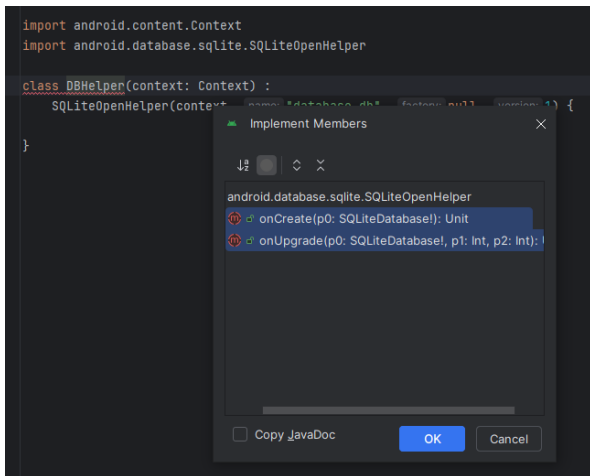 import android.content.Context
import android.database.sqlite.SQLiteOpenHelper
class DBHelper(context: Context) :
SQLiteOpenHelper(context, name: "database.db", factory: null, version: 1) {
}
Implement Members
android.database.sqlite.SQLiteOpenHelper
m onCreate(p0: SQLiteDatabase!): Unit
m onUpgrade(p0: SQLiteDatabase!, p1: Int, p2: Int):
Copy JavaDoc
OK
Cancel